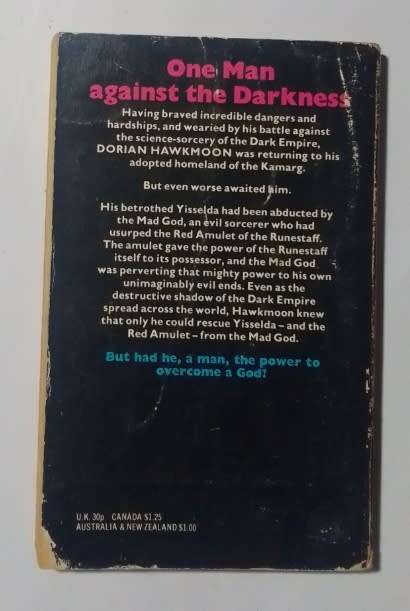 One Man
against the Darkness
Having braved incredible dangers and
hardships, and wearied by his battle against
the science-sorcery of the Dark Empire,
DORIAN HAWKMOON was returning to his
adopted homeland of the Kamarg.
But even worse awaited him.
His betrothed Yisselda had been abducted by
the Mad God, an evil sorcerer who had
usurped the Red Amulet of the Runestaff.
The amulet gave the power of the Runestaff
itself to its possessor, and the Mad God
was perverting that mighty power to his own
unimaginably evil ends. Even as the
destructive shadow of the Dark Empire
spread across the world, Hawkmoon knew
that only he could rescue Yisselda – and the
Red Amulet – from the Mad God.
But had he, a man, the power to
overcome a God?
U.K. 30p CANADA $1.25
AUSTRALIA & NEW ZEALAND $1.00